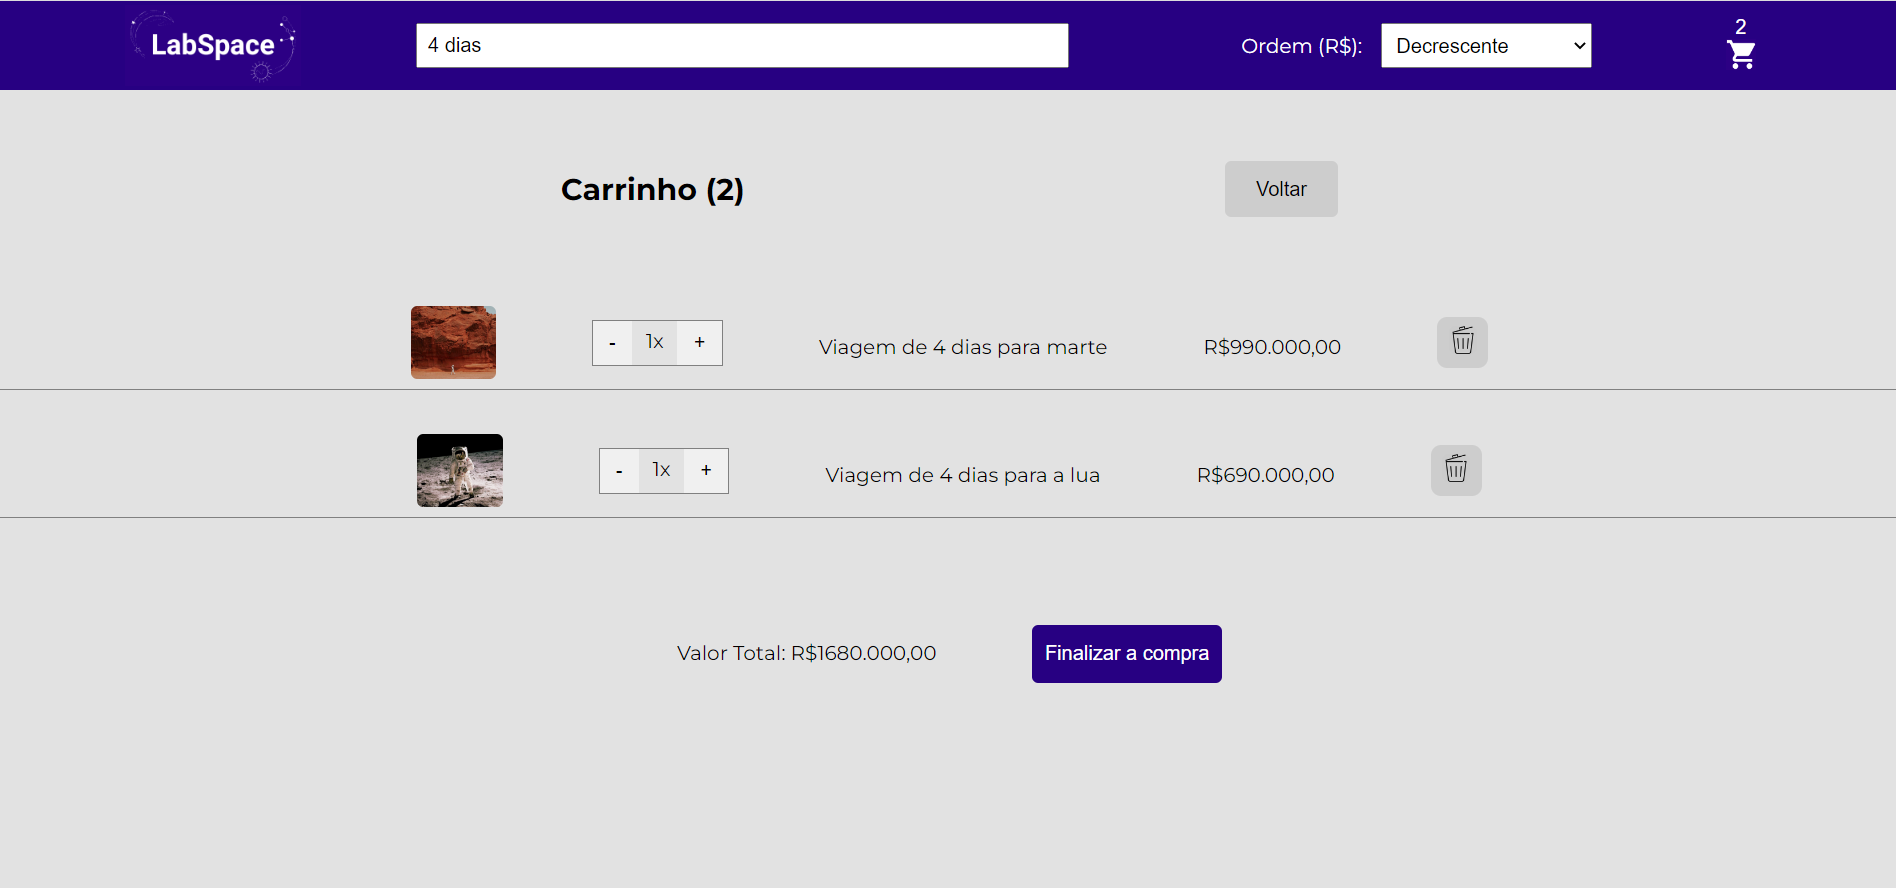 LabSpace
4 dias
Ordem (R$):
Decrescente
2
Carrinho (2)
Voltar
- 1x + Viagem de 4 dias para marte R$990.000,00
- 1x + Viagem de 4 dias para a lua R$690.000,00
Valor Total: R$1680.000,00
Finalizar a compra